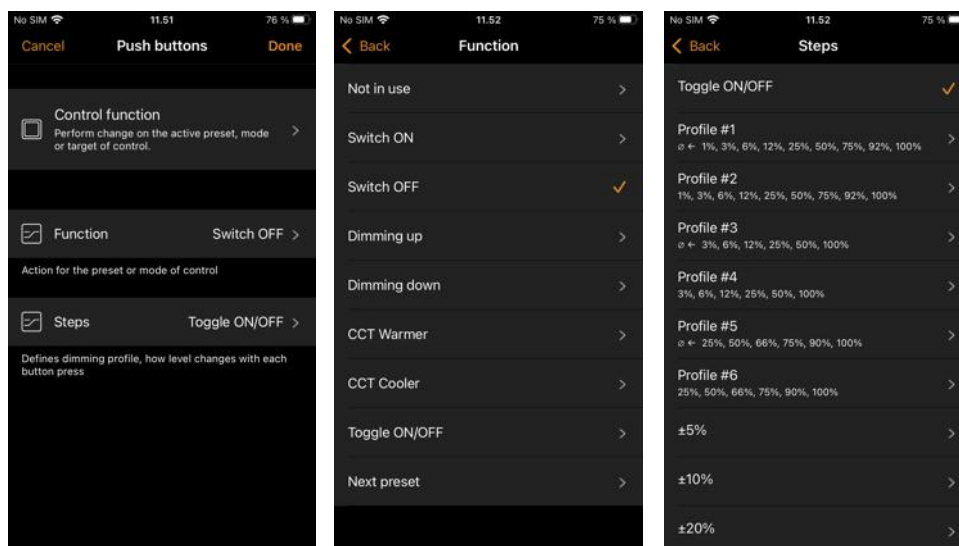 No SIM 11.51 76 %
Cancel Push buttons Done
Control function
Perform change on the active preset, mode
or target of control.
Function Switch OFF
Action for the preset or mode of control
Steps Toggle ON/OFF
Defines dimming profile, how level changes with each
button press
No SIM 11.52 75 %
Back Function
Not in use
Switch ON
Switch OFF
Dimming up
Dimming down
CCT Warmer
CCT Cooler
Toggle ON/OFF
Next preset
No SIM 11.52 75 %
Back Steps
Toggle ON/OFF
Profile #1
⌀ ← 1%, 3%, 6%, 12%, 25%, 50%, 75%, 92%, 100%
Profile #2
1%, 3%, 6%, 12%, 25%, 50%, 75%, 92%, 100%
Profile #3
⌀ ← 3%, 6%, 12%, 25%, 50%, 100%
Profile #4
3%, 6%, 12%, 25%, 50%, 100%
Profile #5
⌀ ← 25%, 50%, 66%, 75%, 90%, 100%
Profile #6
25%, 50%, 66%, 75%, 90%, 100%
±5%
±10%
±20%